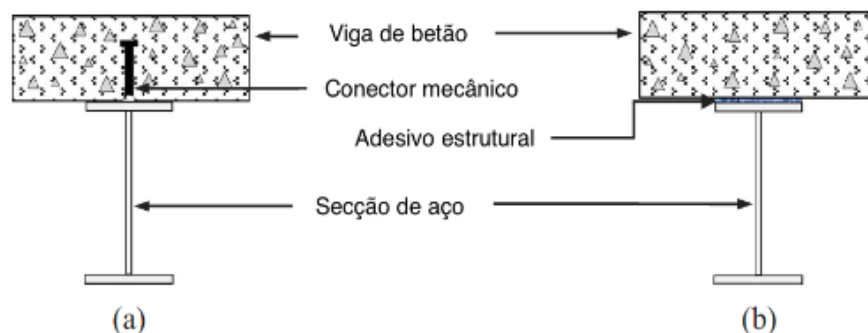 Viga de betão
Conector mecânico
Adesivo estrutural
Secção de aço
(a)
(b)